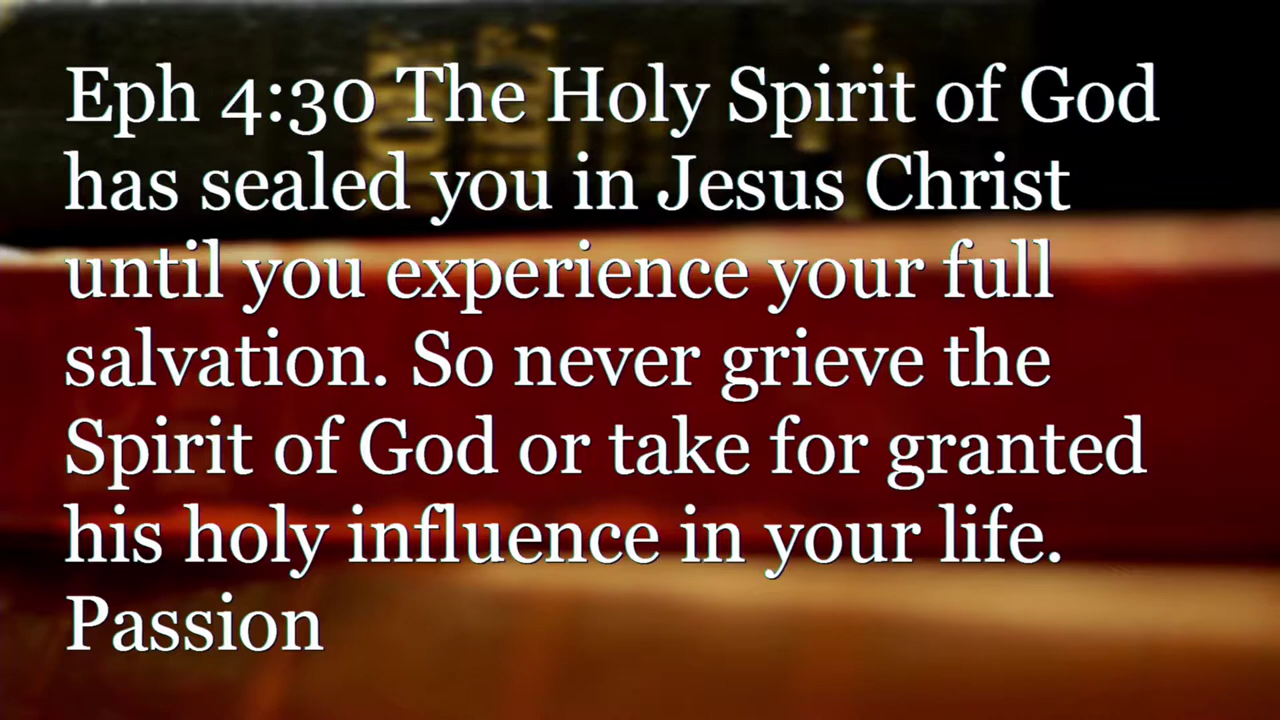 Eph 4:30 The Holy Spirit of God
has sealed you in Jesus Christ
until you experience your full
salvation. So never grieve the
Spirit of God or take for granted
his holy influence in your life.
Passion